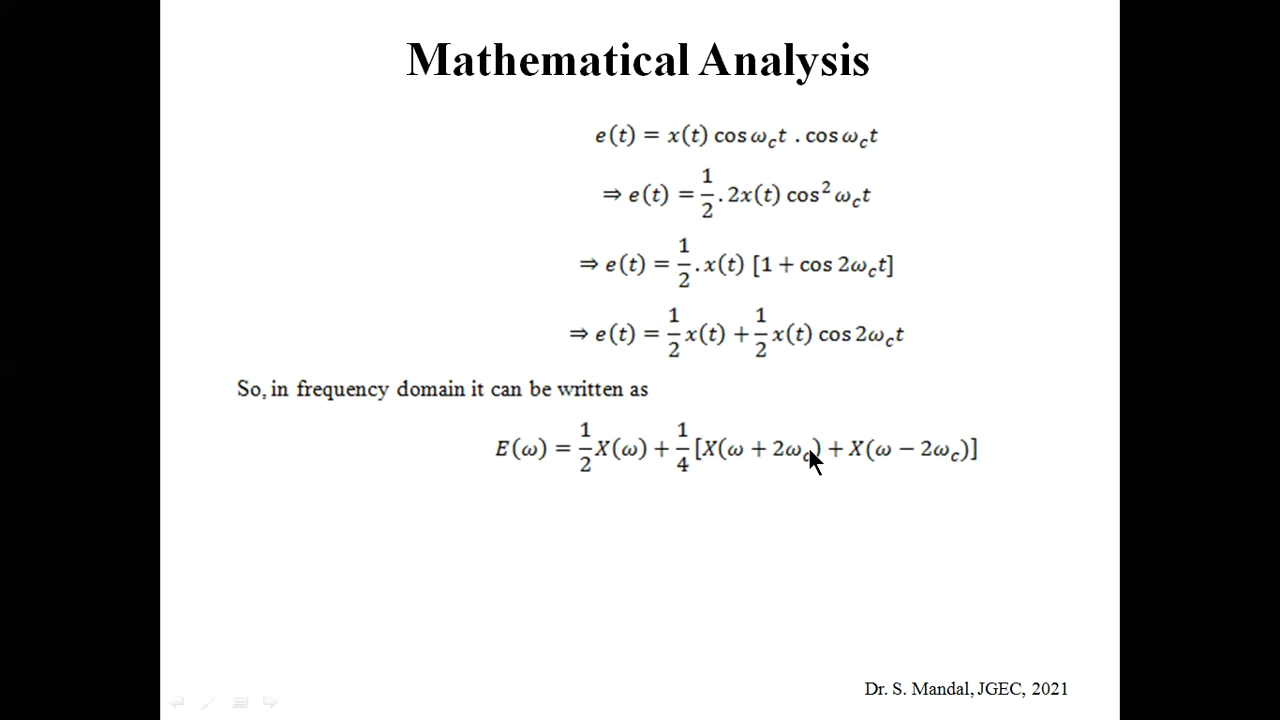 Mathematical Analysis
e(t) = x(t) cos ω_c t . cos ω_c t
⇒ e(t) = 1/2 . 2x(t) cos² ω_c t
⇒ e(t) = 1/2 . x(t) [1 + cos 2ω_c t]
⇒ e(t) = 1/2 x(t) + 1/2 x(t) cos 2ω_c t
So, in frequency domain it can be written as
E(ω) = 1/2 X(ω) + 1/4 [X(ω + 2ω_c) + X(ω − 2ω_c)]
Dr. S. Mandal, JGEC, 2021